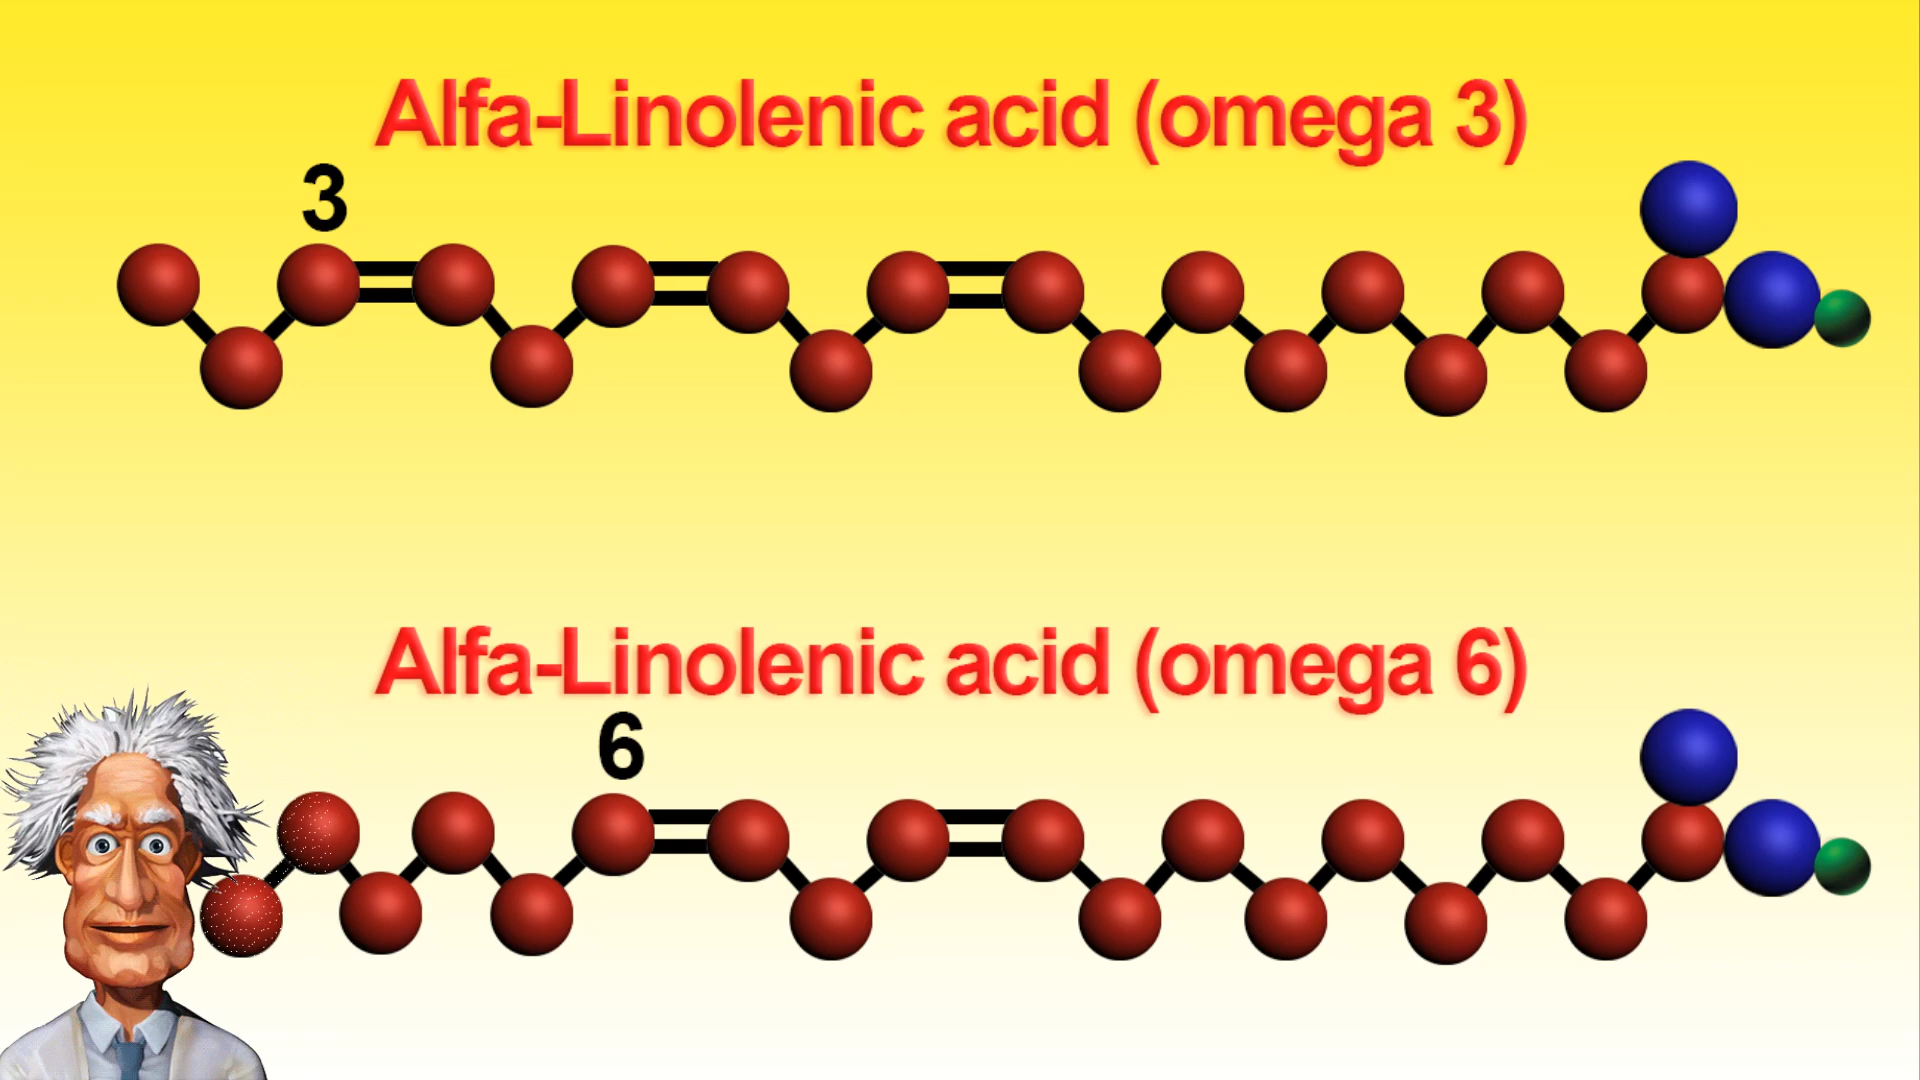 Alfa-Linolenic acid (omega 3)
3
Alfa-Linolenic acid (omega 6)
6